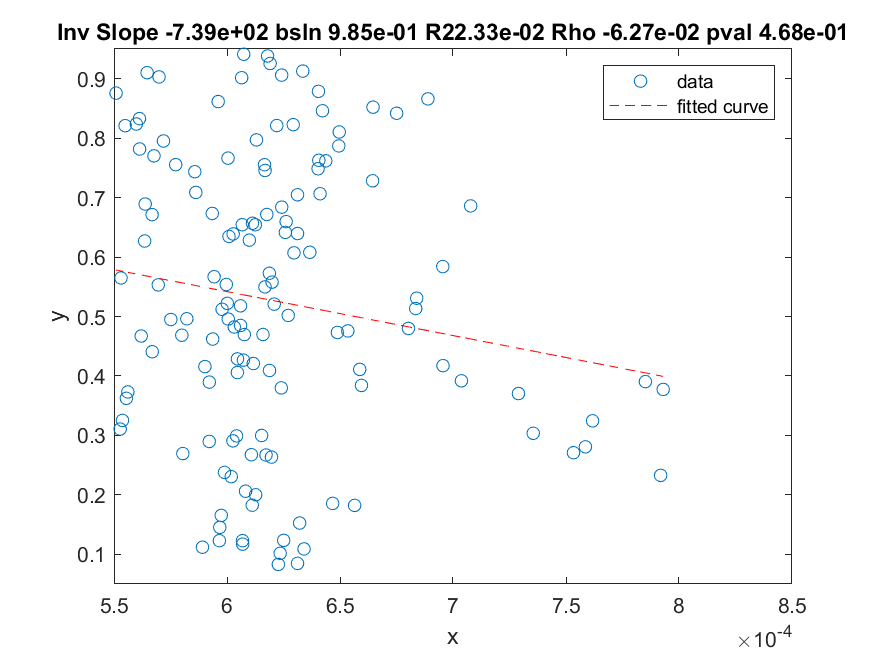 Inv Slope -7.39e+02 bsln 9.85e-01 R22.33e-02 Rho -6.27e-02 pval 4.68e-01
data
fitted curve
0.9
0.8
0.7
0.6
0.5
0.4
0.3
0.2
0.1
y
5.5 6 6.5 7 7.5 8 8.5
x
×10-4